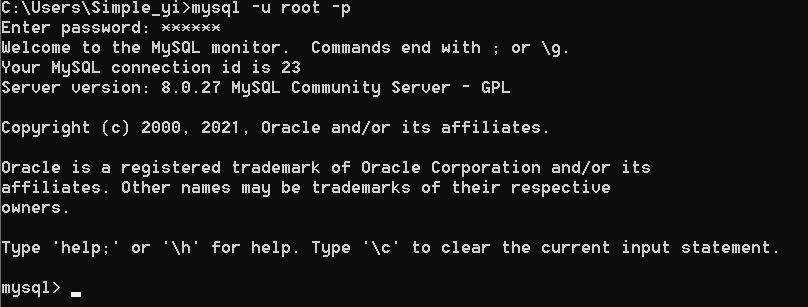 C:\Users\Simple_yi>mysql -u root -p
Enter password: ******
Welcome to the MySQL monitor.  Commands end with ; or \g.
Your MySQL connection id is 23
Server version: 8.0.27 MySQL Community Server - GPL
Copyright (c) 2000, 2021, Oracle and/or its affiliates.
Oracle is a registered trademark of Oracle Corporation and/or its
affiliates. Other names may be trademarks of their respective
owners.
Type 'help;' or '\h' for help. Type '\c' to clear the current input statement.
mysql> _